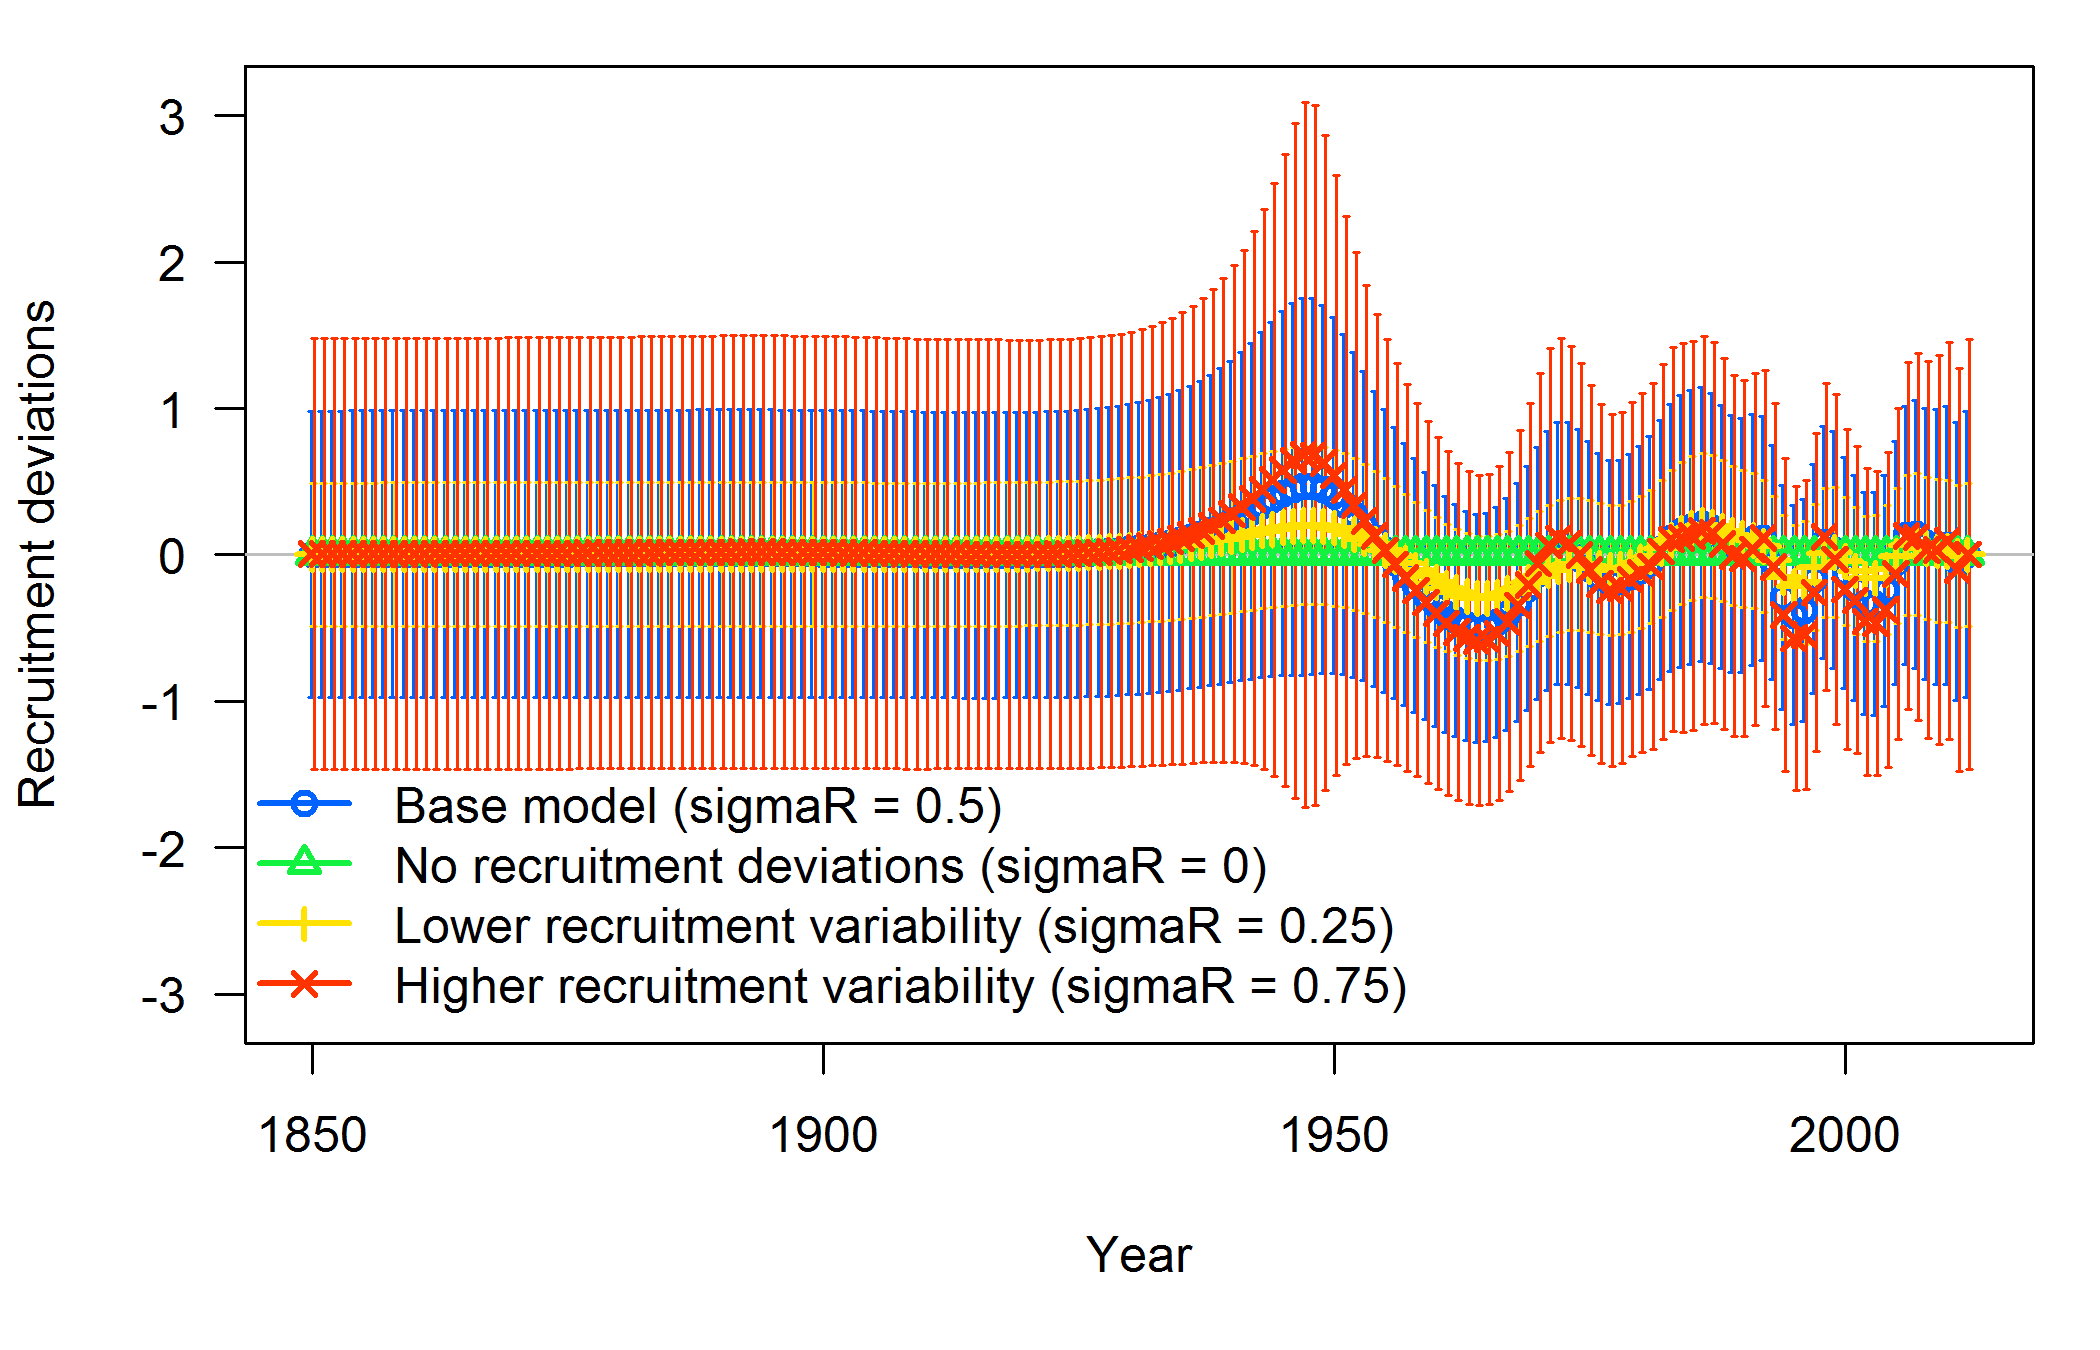 Recruitment deviations
3
2
1
0
-1
-2
-3
Base model (sigmaR = 0.5)
No recruitment deviations (sigmaR = 0)
Lower recruitment variability (sigmaR = 0.25)
Higher recruitment variability (sigmaR = 0.75)
1850 1900 1950 2000
Year